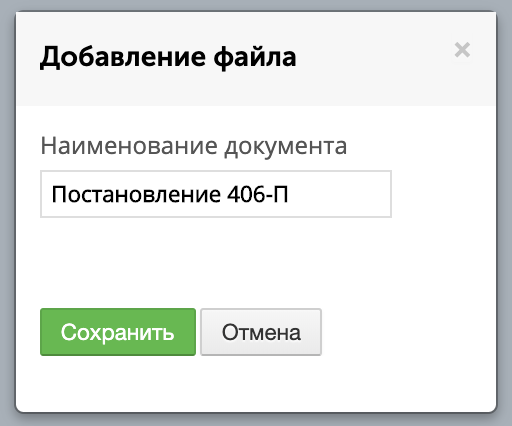 Добавление файла
×
Наименование документа
Постановление 406-П
Сохранить Отмена